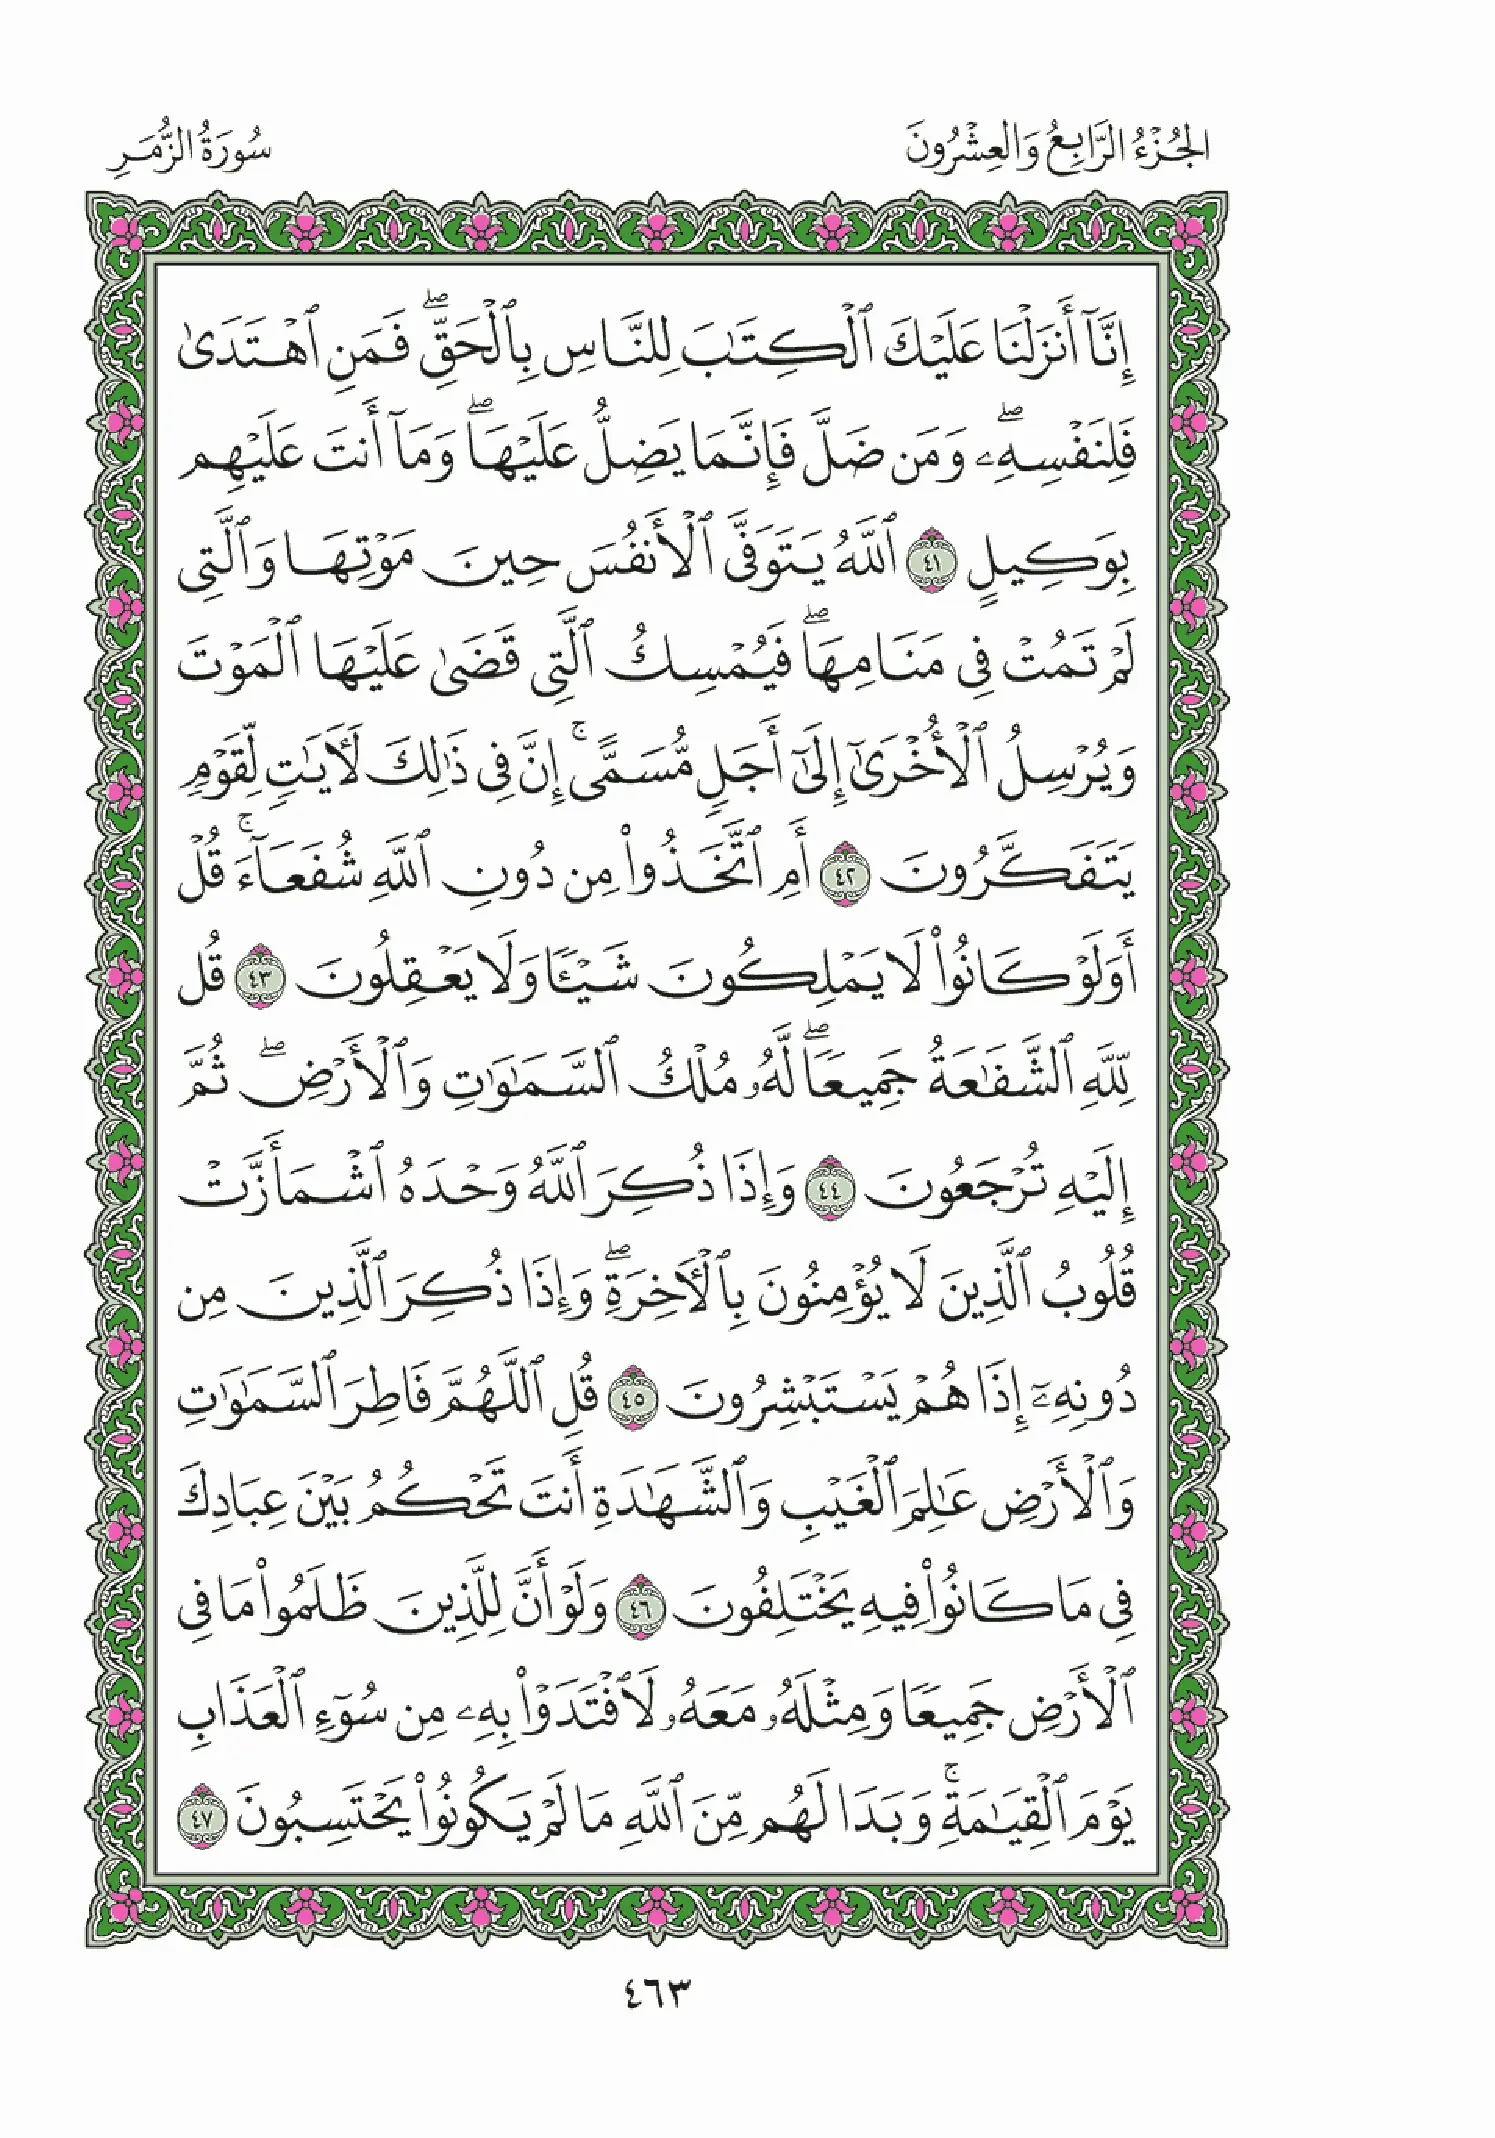 الجُزْءُ الرَّابِعُ وَالعِشْرُونَ
سُورَةُ الزُّمَرِ
إِنَّآ أَنزَلْنَا عَلَيْكَ ٱلْكِتَٰبَ لِلنَّاسِ بِٱلْحَقِّۖ فَمَنِ ٱهْتَدَىٰ
فَلِنَفْسِهِۦۖ وَمَن ضَلَّ فَإِنَّمَا يَضِلُّ عَلَيْهَاۖ وَمَآ أَنتَ عَلَيْهِم
بِوَكِيلٍ ٤١ ٱللَّهُ يَتَوَفَّى ٱلْأَنفُسَ حِينَ مَوْتِهَا وَٱلَّتِى
لَمْ تَمُتْ فِى مَنَامِهَاۖ فَيُمْسِكُ ٱلَّتِى قَضَىٰ عَلَيْهَا ٱلْمَوْتَ
وَيُرْسِلُ ٱلْأُخْرَىٰٓ إِلَىٰٓ أَجَلٍ مُّسَمًّىۚ إِنَّ فِى ذَٰلِكَ لَءَايَٰتٍ لِّقَوْمٍ
يَتَفَكَّرُونَ ٤٢ أَمِ ٱتَّخَذُوا۟ مِن دُونِ ٱللَّهِ شُفَعَآءَۚ قُلْ
أَوَلَوْ كَانُوا۟ لَا يَمْلِكُونَ شَيْـًٔا وَلَا يَعْقِلُونَ ٤٣ قُل
لِّلَّهِ ٱلشَّفَٰعَةُ جَمِيعًاۖ لَّهُۥ مُلْكُ ٱلسَّمَٰوَٰتِ وَٱلْأَرْضِۖ ثُمَّ
إِلَيْهِ تُرْجَعُونَ ٤٤ وَإِذَا ذُكِرَ ٱللَّهُ وَحْدَهُ ٱشْمَأَزَّتْ
قُلُوبُ ٱلَّذِينَ لَا يُؤْمِنُونَ بِٱلْءَاخِرَةِۖ وَإِذَا ذُكِرَ ٱلَّذِينَ مِن
دُونِهِۦٓ إِذَا هُمْ يَسْتَبْشِرُونَ ٤٥ قُلِ ٱللَّهُمَّ فَاطِرَ ٱلسَّمَٰوَٰتِ
وَٱلْأَرْضِ عَٰلِمَ ٱلْغَيْبِ وَٱلشَّهَٰدَةِ أَنتَ تَحْكُمُ بَيْنَ عِبَادِكَ
فِى مَا كَانُوا۟ فِيهِ يَخْتَلِفُونَ ٤٦ وَلَوْ أَنَّ لِلَّذِينَ ظَلَمُوا۟ مَا فِى
ٱلْأَرْضِ جَمِيعًا وَمِثْلَهُۥ مَعَهُۥ لَٱفْتَدَوْا۟ بِهِۦ مِن سُوٓءِ ٱلْعَذَابِ
يَوْمَ ٱلْقِيَٰمَةِۚ وَبَدَا لَهُم مِّنَ ٱللَّهِ مَا لَمْ يَكُونُوا۟ يَحْتَسِبُونَ ٤٧
٤٦٣